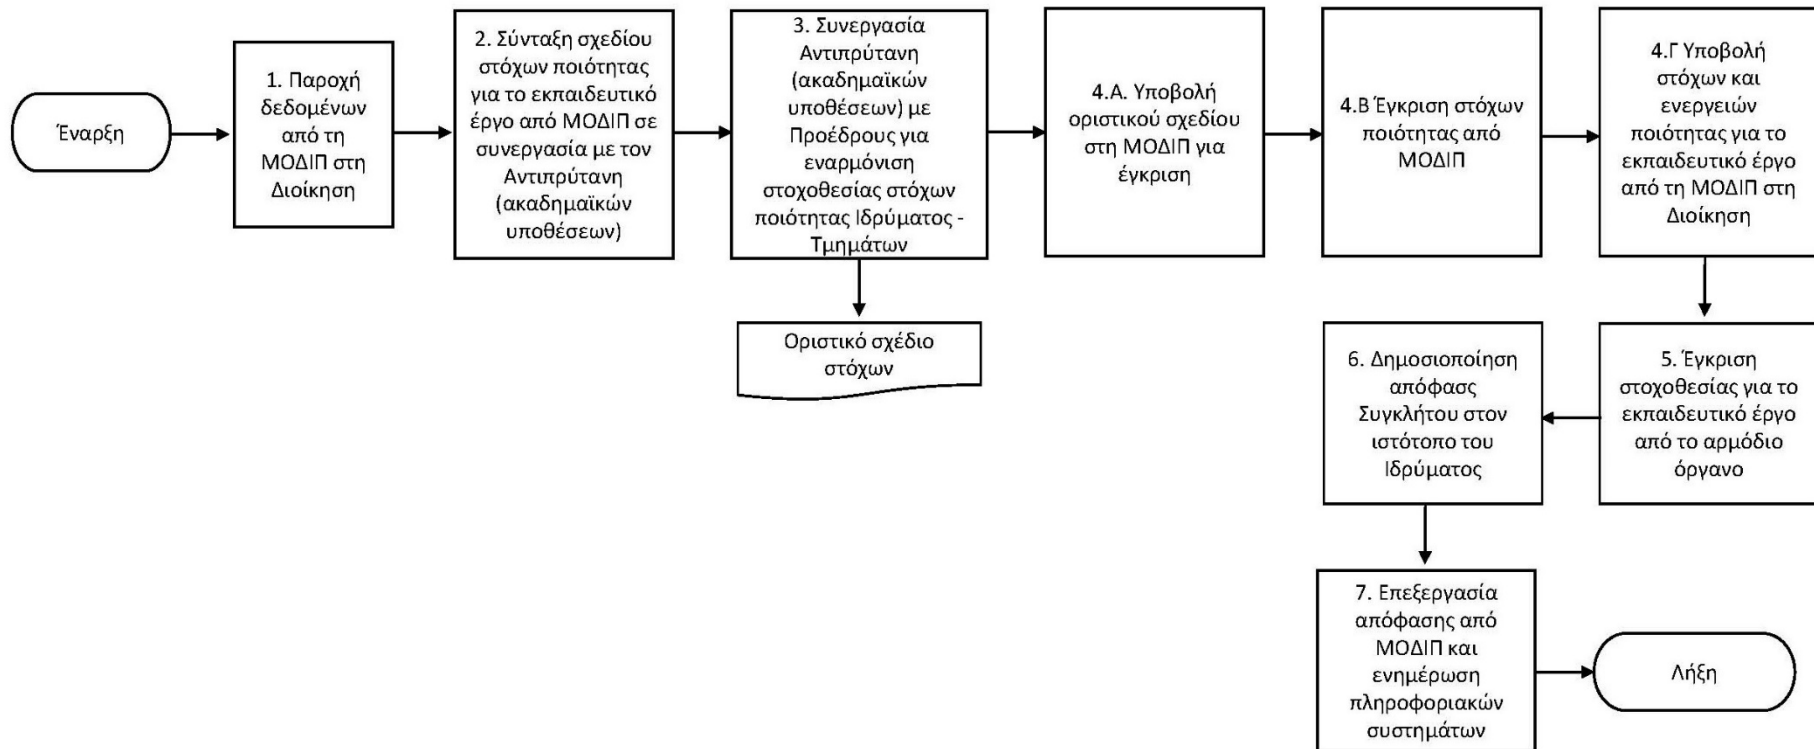 Έναρξη
1. Παροχή
δεδομένων
από τη
ΜΟΔΙΠ στη
Διοίκηση
2. Σύνταξη σχεδίου
στόχων ποιότητας
για το εκπαιδευτικό
έργο από ΜΟΔΙΠ σε
συνεργασία με τον
Αντιπρύτανη
(ακαδημαϊκών
υποθέσεων)
3. Συνεργασία
Αντιπρύτανη
(ακαδημαϊκών
υποθέσεων) με
Προέδρους για
εναρμόνιση
στοχοθεσίας στόχων
ποιότητας Ιδρύματος -
Τμημάτων
Οριστικό σχέδιο
στόχων
4.Α. Υποβολή
οριστικού σχεδίου
στη ΜΟΔΙΠ για
έγκριση
4.Β Έγκριση στόχων
ποιότητας από
ΜΟΔΙΠ
4.Γ Υποβολή
στόχων και
ενεργειών
ποιότητας για το
εκπαιδευτικό έργο
από τη ΜΟΔΙΠ στη
Διοίκηση
5. Έγκριση
στοχοθεσίας για το
εκπαιδευτικό έργο
από το αρμόδιο
όργανο
6. Δημοσιοποίηση
απόφασς
Συγκλήτου στον
ιστότοπο του
Ιδρύματος
7. Επεξεργασία
απόφασης από
ΜΟΔΙΠ και
ενημέρωση
πληροφοριακών
συστημάτων
Λήξη